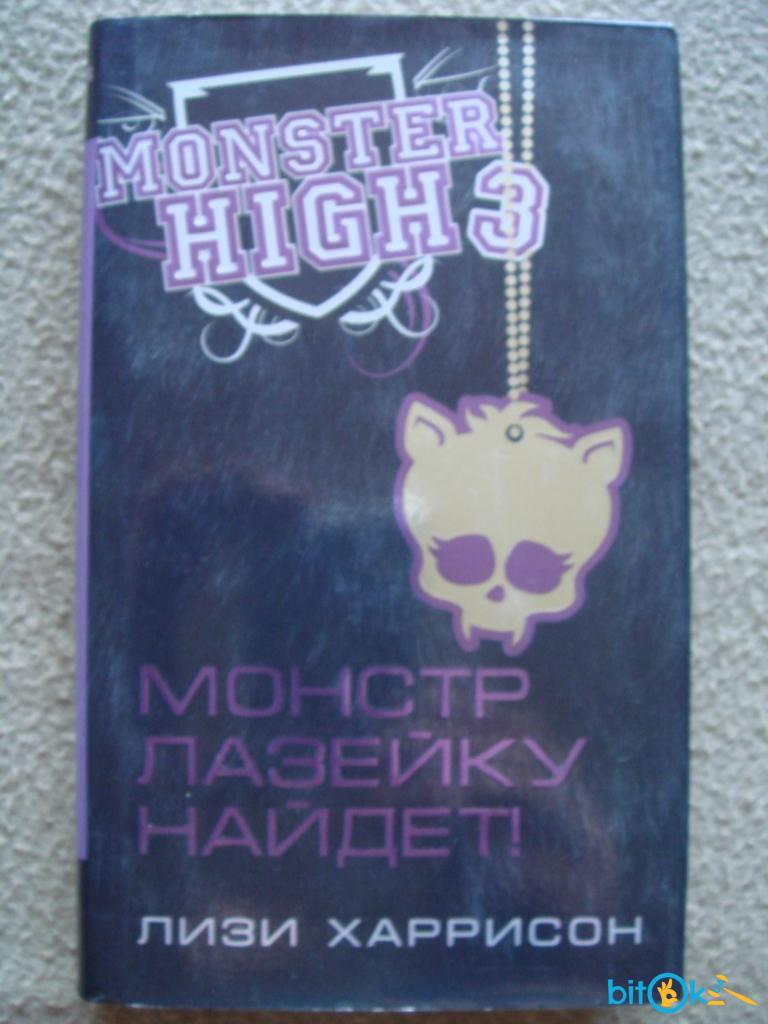 MONSTER
HIGH 3
МОНСТР
ЛАЗЕЙКУ
НАЙДЕТ!
ЛИЗИ ХАРРИСОН
bitOk